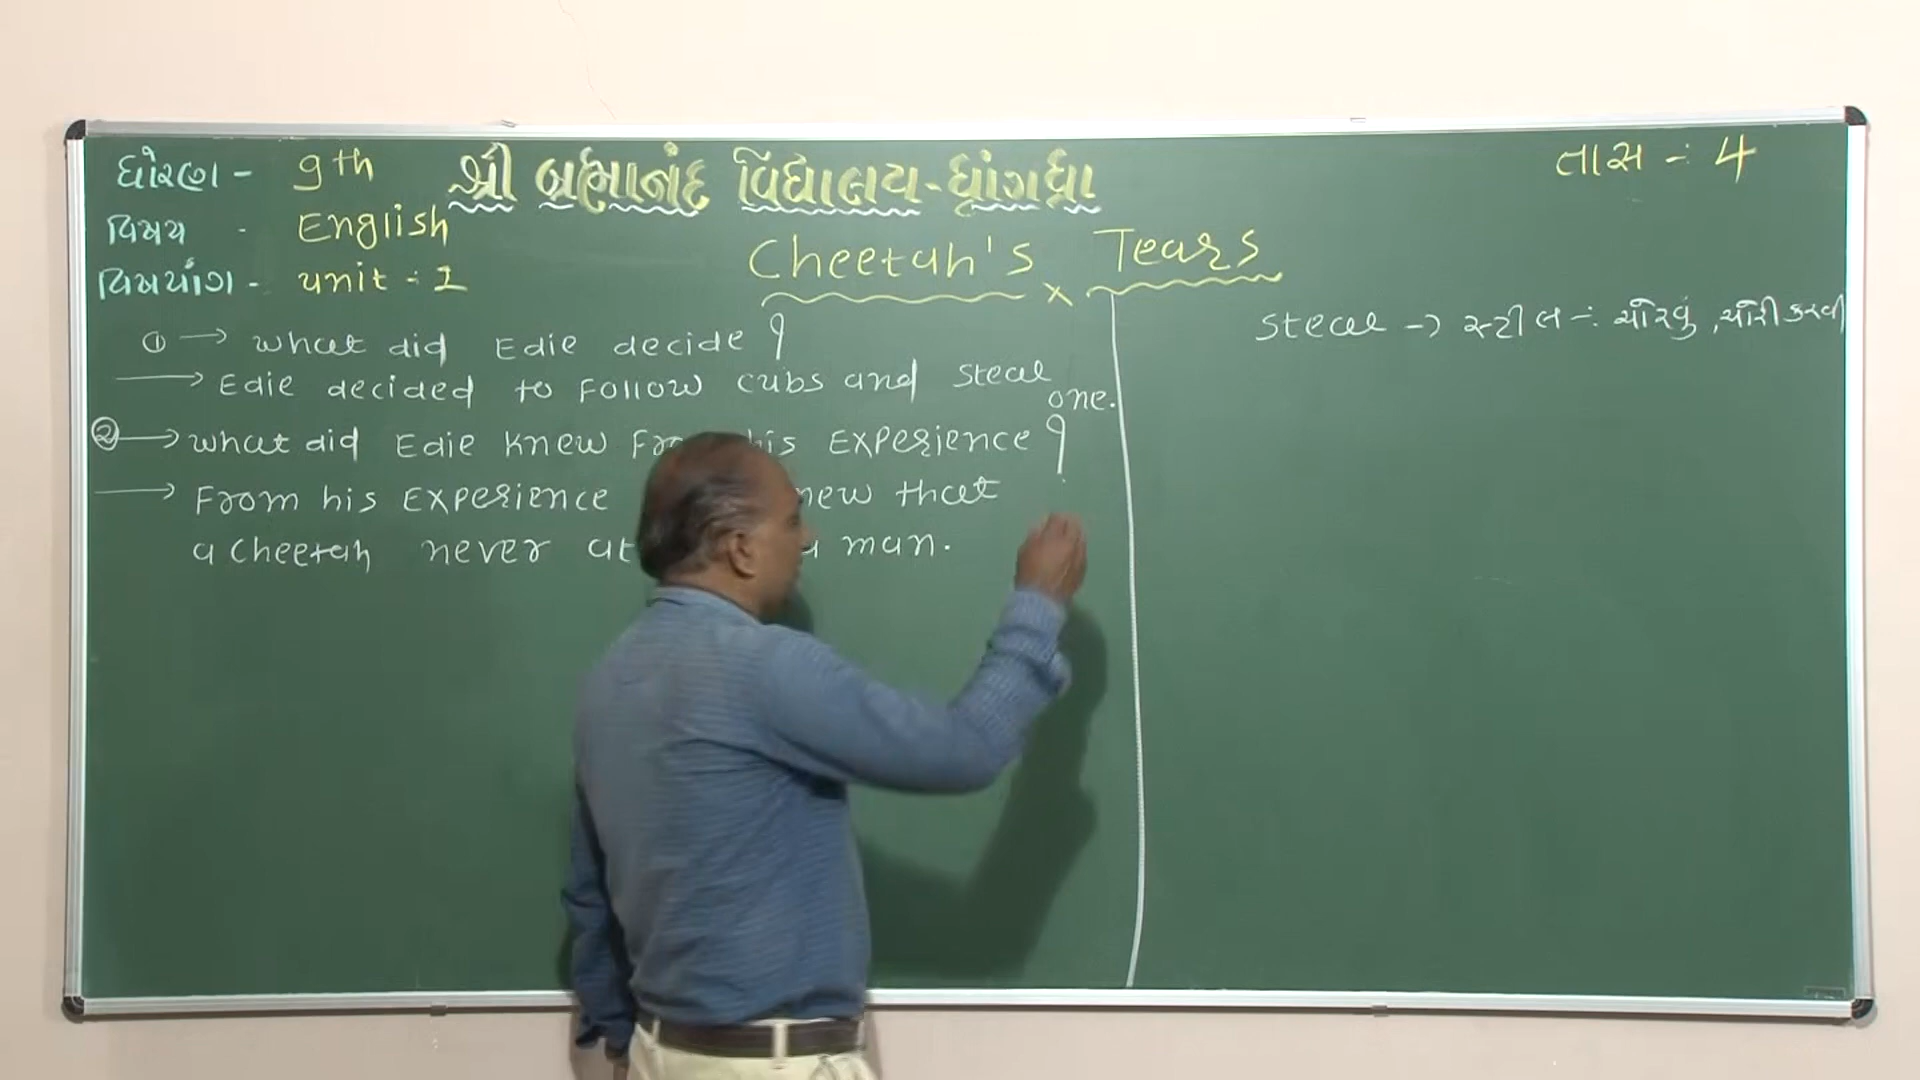 ધોરણ - 9th
શ્રી બ્રહ્માનંદ વિદ્યાલય - ધ્રાંગધ્રા
તાસ - 4
વિષય - English
વિષયાંગ - unit : 1
Cheetah's Tears
① → what did Edie decide ?
→ Edie decided to follow cubs and steal
one.
② → what did Edie knew his Experience ?
→ From his Experience that
a cheetah never man.
steal → સ્ટીલ : ચોરવું, ચોરી કરવી